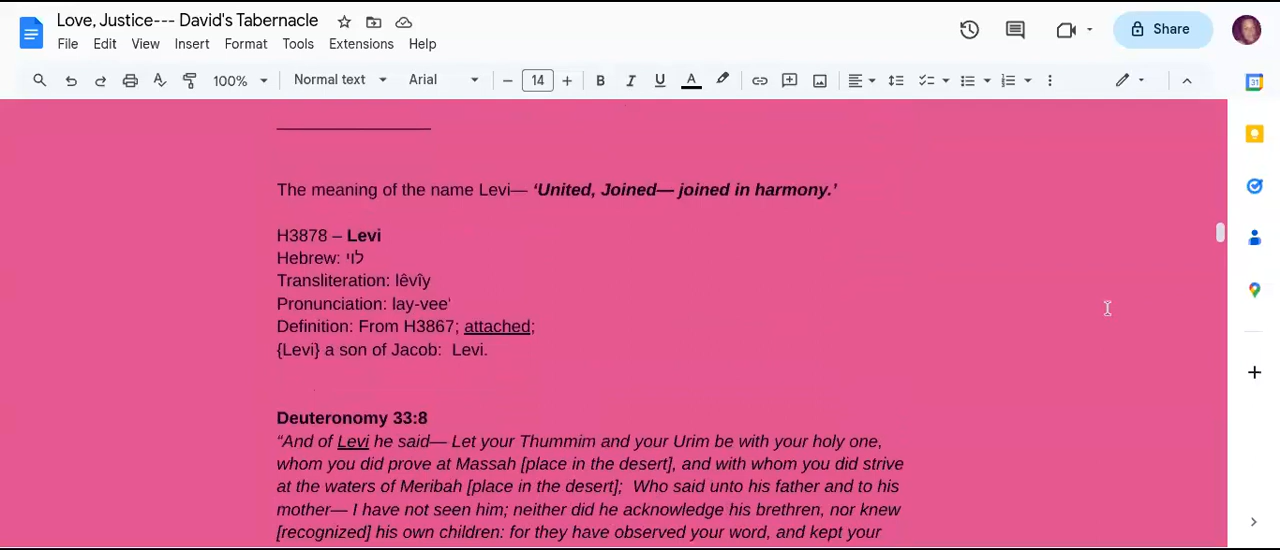 Love, Justice--- David's Tabernacle
File Edit View Insert Format Tools Extensions Help
Share
100% Normal text Arial 14
The meaning of the name Levi— ‘United, Joined— joined in harmony.’
H3878 – Levi
Hebrew: לוי
Transliteration: lêvîy
Pronunciation: lay-vee'
Definition: From H3867; attached;
{Levi} a son of Jacob:  Levi.
Deuteronomy 33:8
“And of Levi he said— Let your Thummim and your Urim be with your holy one,
whom you did prove at Massah [place in the desert], and with whom you did strive
at the waters of Meribah [place in the desert];  Who said unto his father and to his
mother— I have not seen him; neither did he acknowledge his brethren, nor knew
[recognized] his own children: for they have observed your word, and kept your